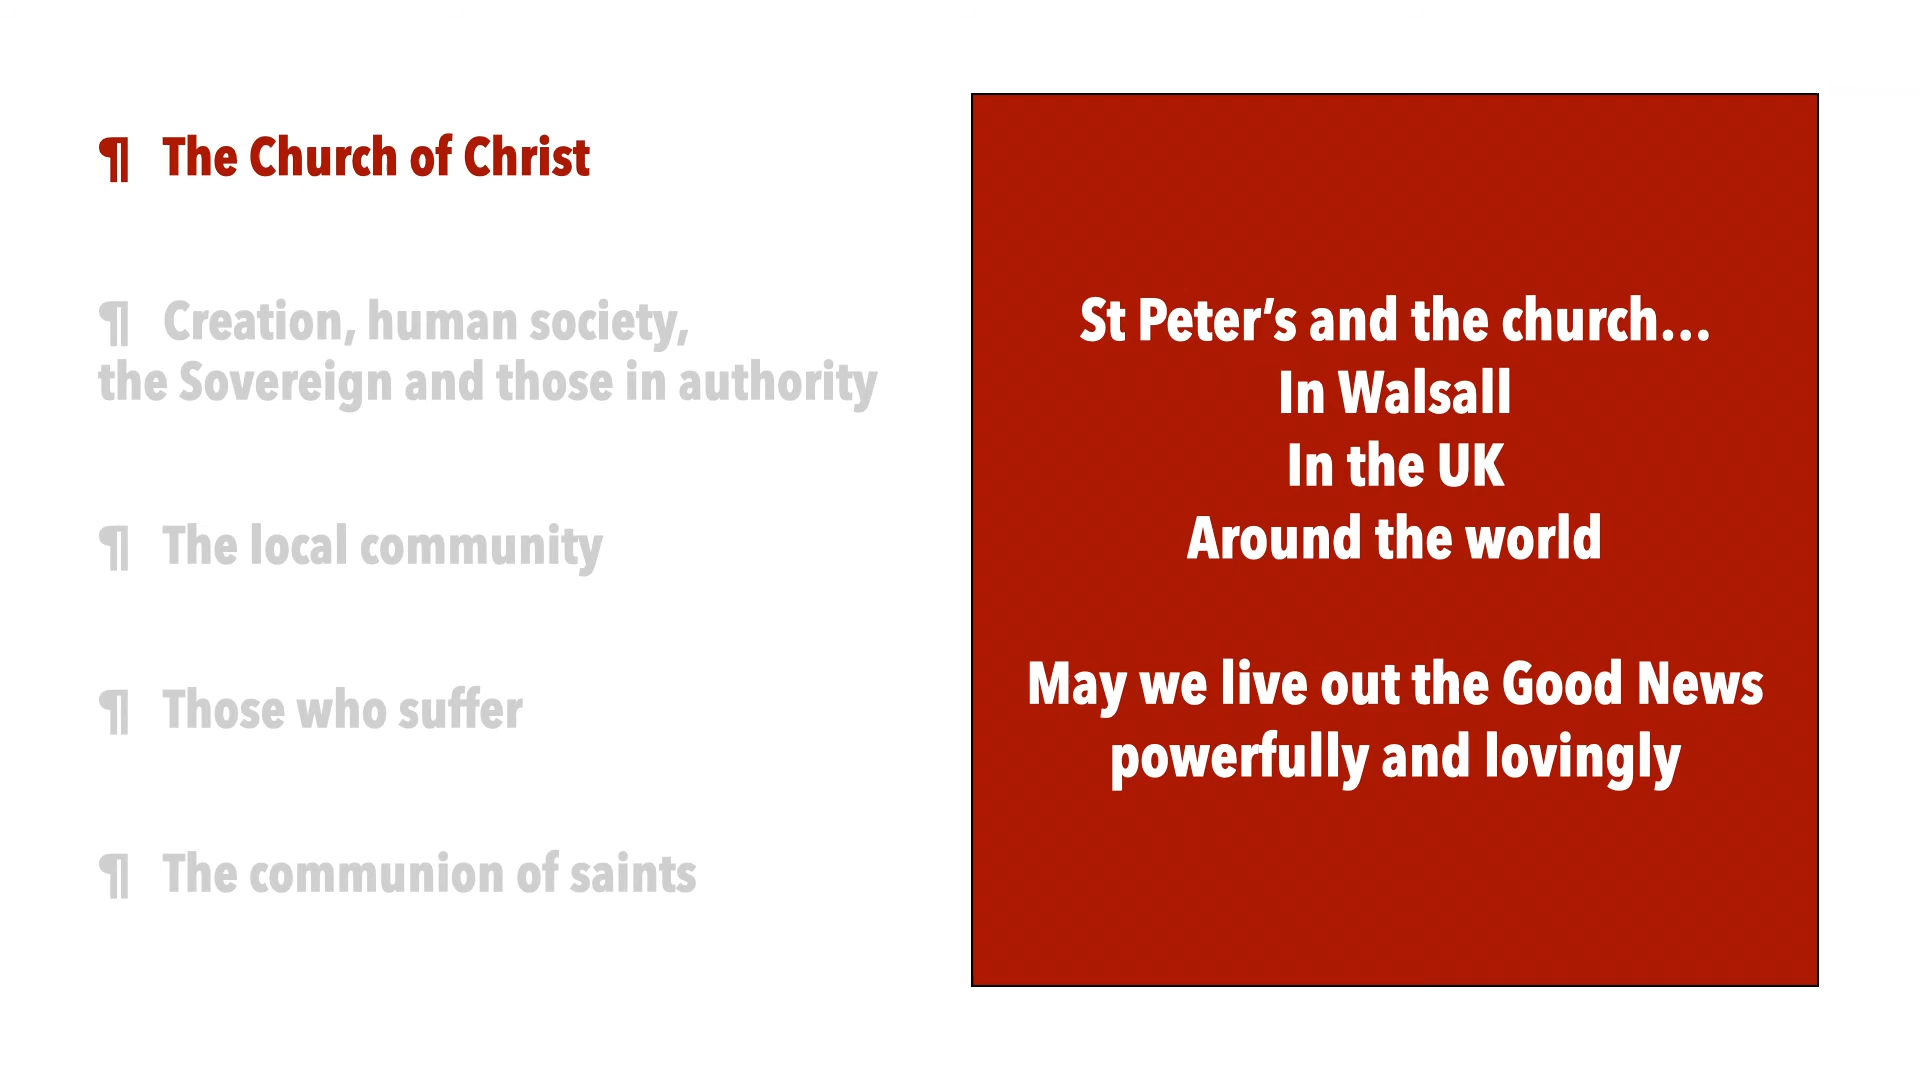 ¶ The Church of Christ
¶ Creation, human society,
the Sovereign and those in authority
¶ The local community
¶ Those who suffer
¶ The communion of saints
St Peter’s and the church…
In Walsall
In the UK
Around the world
May we live out the Good News
powerfully and lovingly